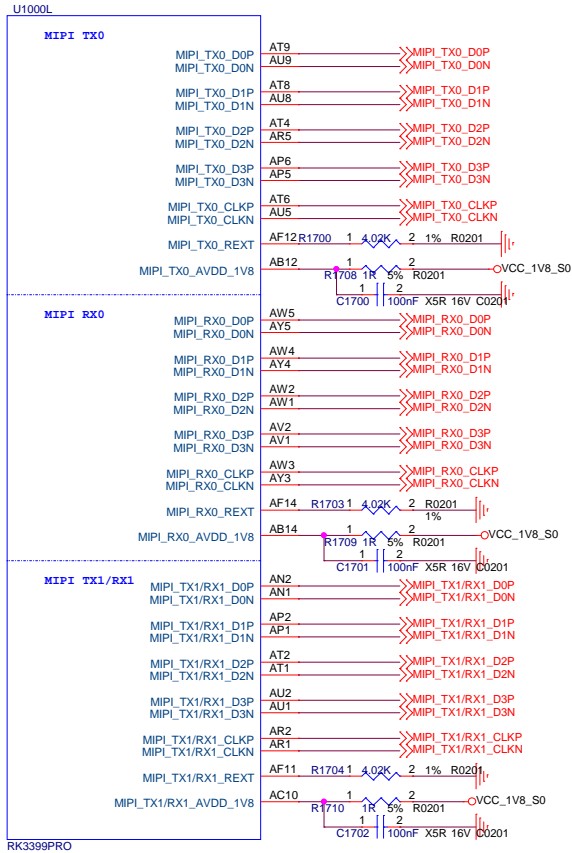 U1000L
MIPI TX0
MIPI_TX0_D0P AT9 MIPI_TX0_D0P
MIPI_TX0_D0N AU9 MIPI_TX0_D0N
MIPI_TX0_D1P AT8 MIPI_TX0_D1P
MIPI_TX0_D1N AU8 MIPI_TX0_D1N
MIPI_TX0_D2P AT4 MIPI_TX0_D2P
MIPI_TX0_D2N AR5 MIPI_TX0_D2N
MIPI_TX0_D3P AP6 MIPI_TX0_D3P
MIPI_TX0_D3N AP5 MIPI_TX0_D3N
MIPI_TX0_CLKP AT6 MIPI_TX0_CLKP
MIPI_TX0_CLKN AU5 MIPI_TX0_CLKN
MIPI_TX0_REXT AF12 R1700 1 4.02K 2 1% R0201
MIPI_TX0_AVDD_1V8 AB12 1 2 VCC_1V8_S0
R1708 1R 5% R0201
1 2
C1700 100nF X5R 16V C0201
MIPI RX0
MIPI_RX0_D0P AW5 MIPI_RX0_D0P
MIPI_RX0_D0N AY5 MIPI_RX0_D0N
MIPI_RX0_D1P AW4 MIPI_RX0_D1P
MIPI_RX0_D1N AY4 MIPI_RX0_D1N
MIPI_RX0_D2P AW2 MIPI_RX0_D2P
MIPI_RX0_D2N AW1 MIPI_RX0_D2N
MIPI_RX0_D3P AV2 MIPI_RX0_D3P
MIPI_RX0_D3N AV1 MIPI_RX0_D3N
MIPI_RX0_CLKP AW3 MIPI_RX0_CLKP
MIPI_RX0_CLKN AY3 MIPI_RX0_CLKN
MIPI_RX0_REXT AF14 R1703 1 4.02K 2 R0201
1%
MIPI_RX0_AVDD_1V8 AB14 1 2 VCC_1V8_S0
R1709 1R 5% R0201
1 2
C1701 100nF X5R 16V C0201
MIPI TX1/RX1
MIPI_TX1/RX1_D0P AN2 MIPI_TX1/RX1_D0P
MIPI_TX1/RX1_D0N AN1 MIPI_TX1/RX1_D0N
MIPI_TX1/RX1_D1P AP2 MIPI_TX1/RX1_D1P
MIPI_TX1/RX1_D1N AP1 MIPI_TX1/RX1_D1N
MIPI_TX1/RX1_D2P AT2 MIPI_TX1/RX1_D2P
MIPI_TX1/RX1_D2N AT1 MIPI_TX1/RX1_D2N
MIPI_TX1/RX1_D3P AU2 MIPI_TX1/RX1_D3P
MIPI_TX1/RX1_D3N AU1 MIPI_TX1/RX1_D3N
MIPI_TX1/RX1_CLKP AR2 MIPI_TX1/RX1_CLKP
MIPI_TX1/RX1_CLKN AR1 MIPI_TX1/RX1_CLKN
MIPI_TX1/RX1_REXT AF11 R1704 1 4.02K 2 1% R0201
MIPI_TX1/RX1_AVDD_1V8 AC10 1 2 VCC_1V8_S0
R1710 1R 5% R0201
1 2
C1702 100nF X5R 16V C0201
RK3399PRO